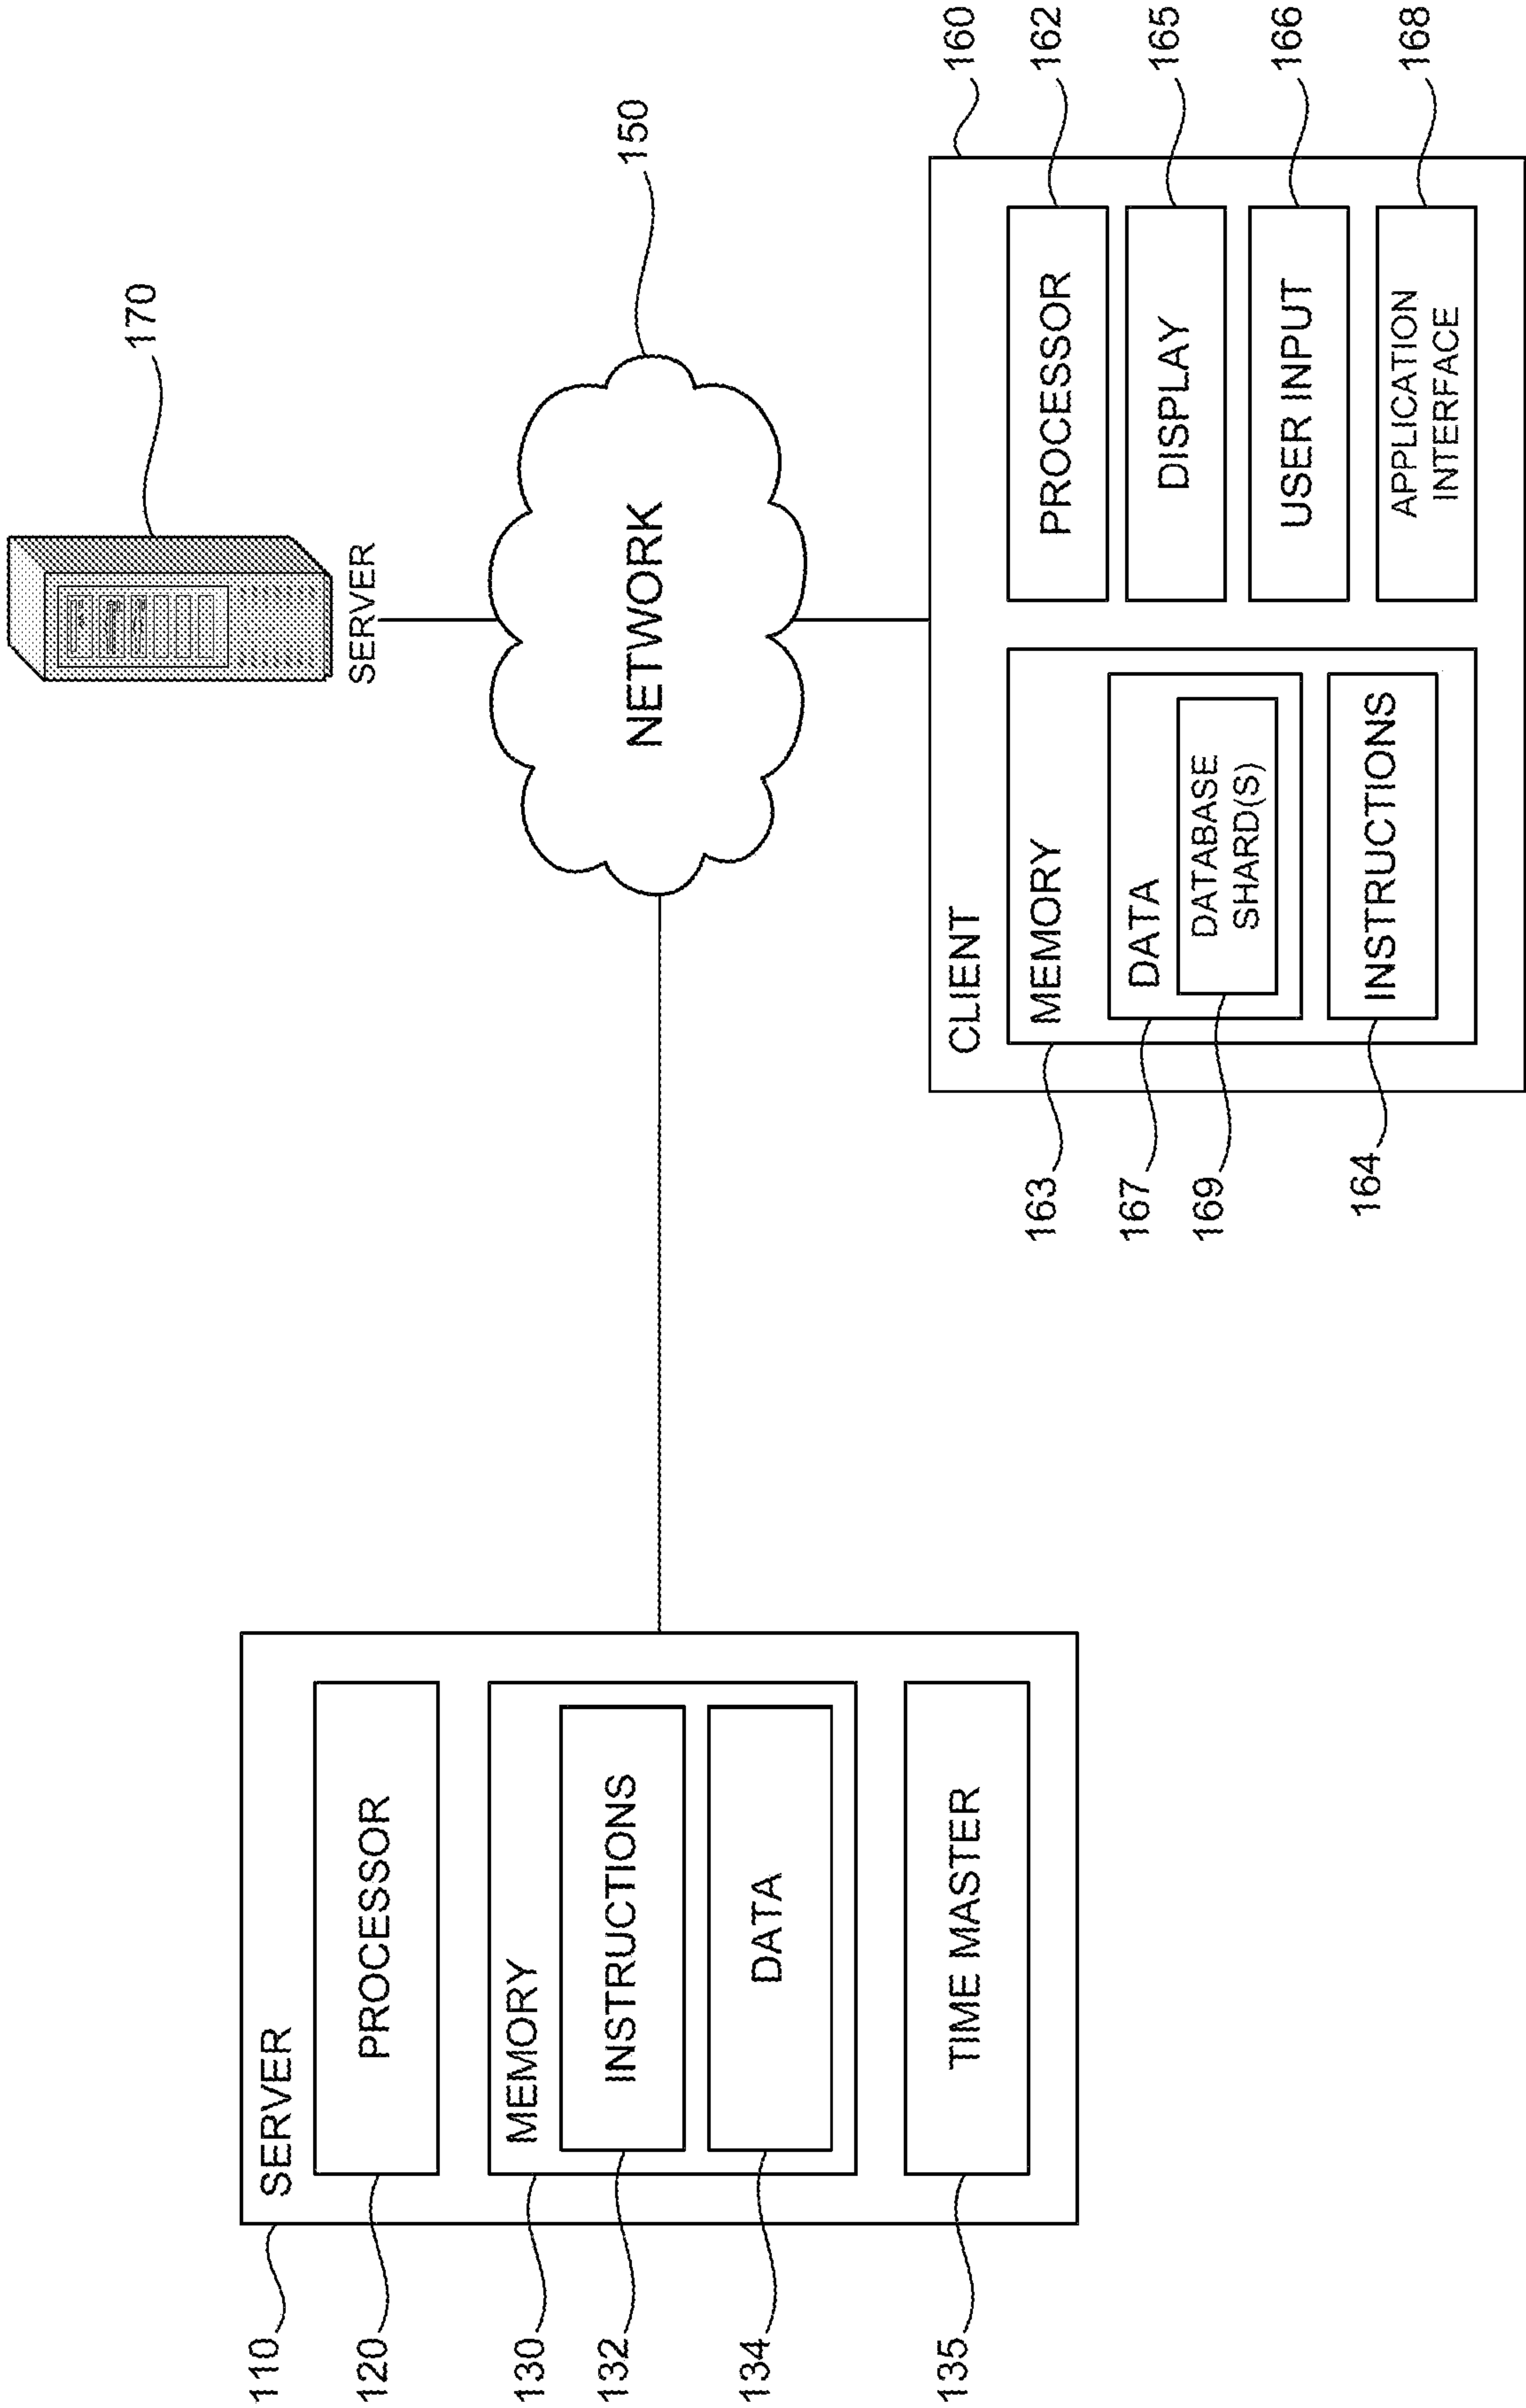 110
SERVER
120
PROCESSOR
130
MEMORY
132
INSTRUCTIONS
134
DATA
135
TIME MASTER
170
SERVER
150
NETWORK
CLIENT
160
163
MEMORY
167
DATA
169
DATABASE
SHARD(S)
164
INSTRUCTIONS
PROCESSOR
162
DISPLAY
165
USER INPUT
166
APPLICATION
INTERFACE
168